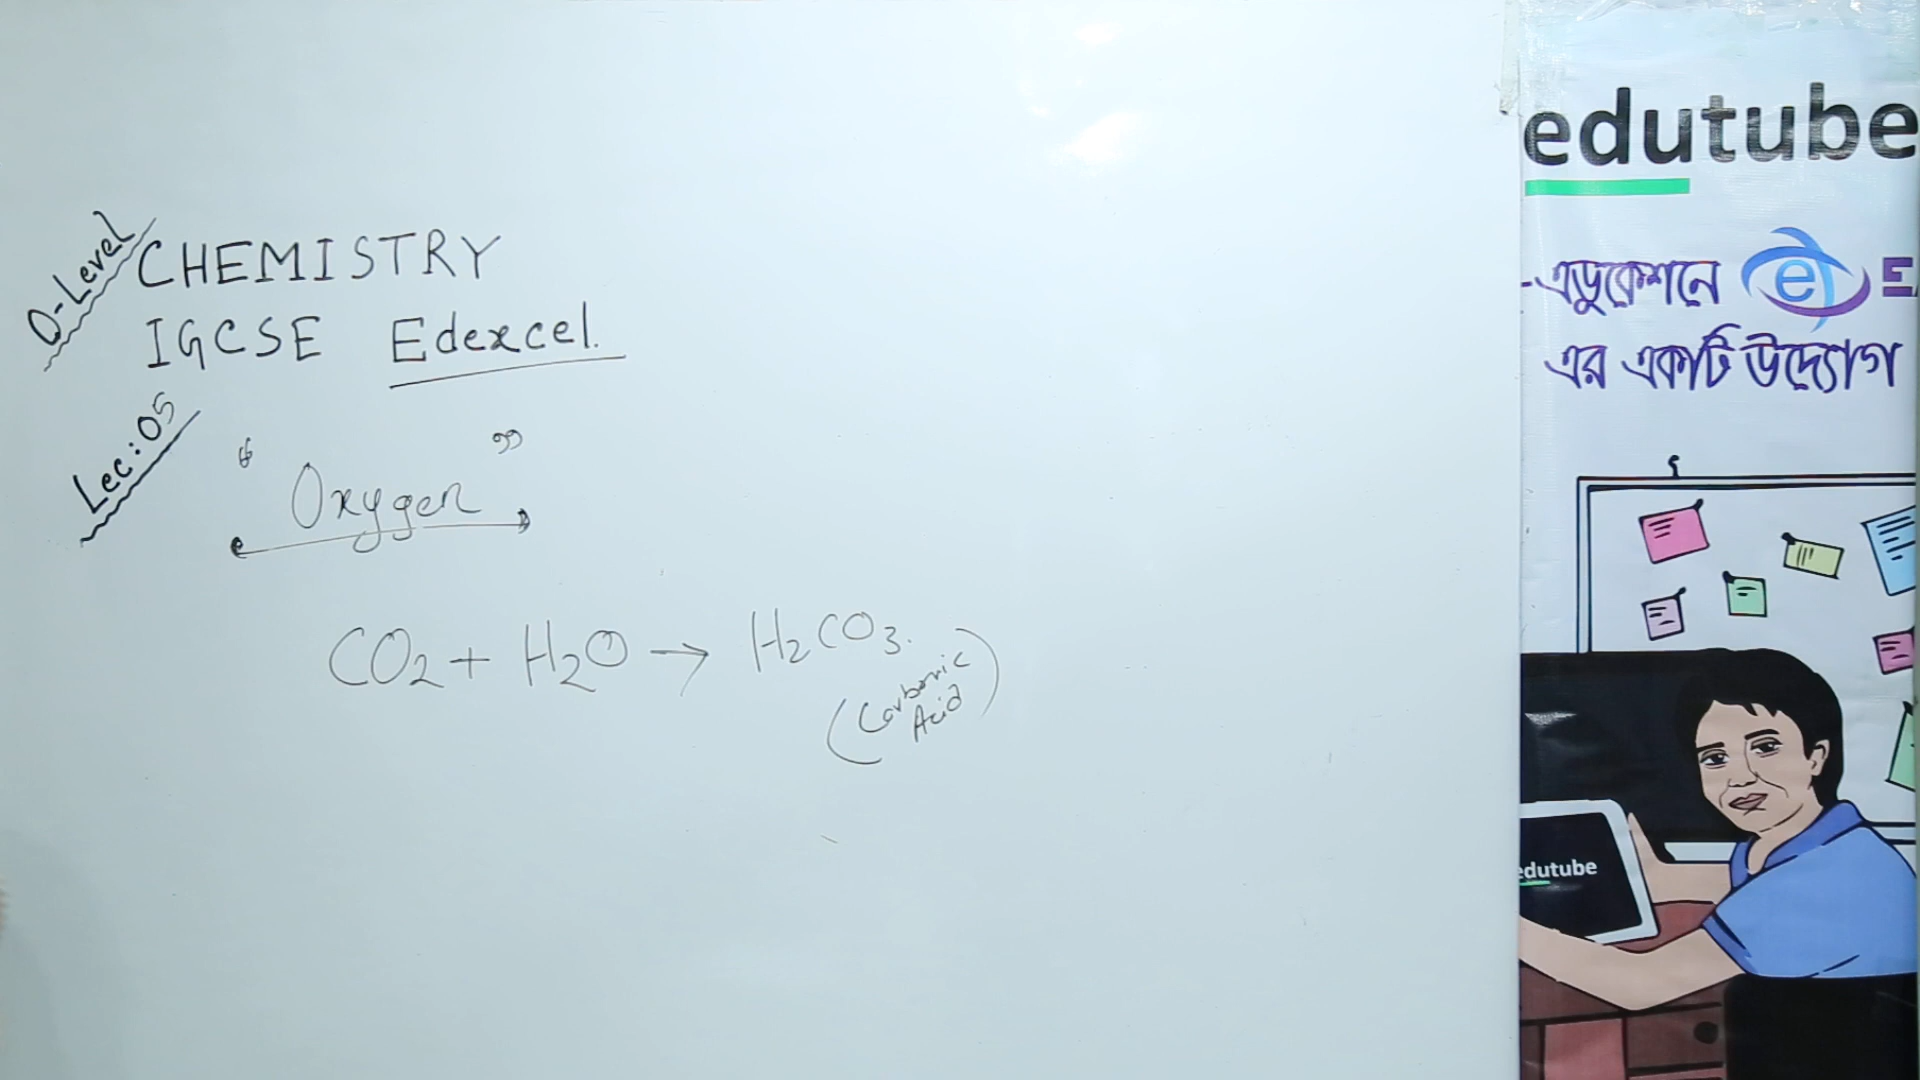 O-Level
CHEMISTRY
IGCSE Edexcel.
Lec: 05
"Oxygen"
CO2 + H2O → H2CO3.
(Carbonic
Acid)
edutube
-এডুকেশনে e E
এর একটি উদ্যোগ
edutube